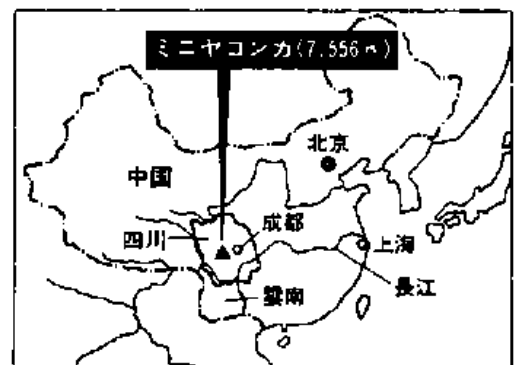 ミニヤコンカ(7.556m)
北京
中国
成都
四川
上海
雲南
長江